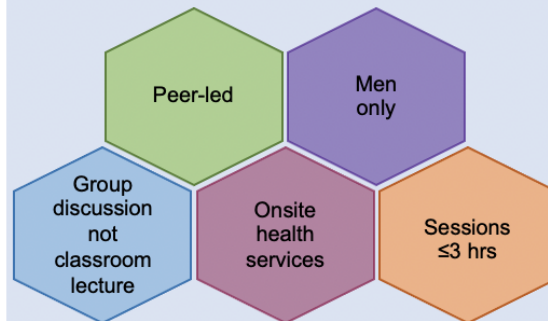 Peer-led
Men
only
Group
discussion
not
classroom
lecture
Onsite
health
services
Sessions
≤3 hrs